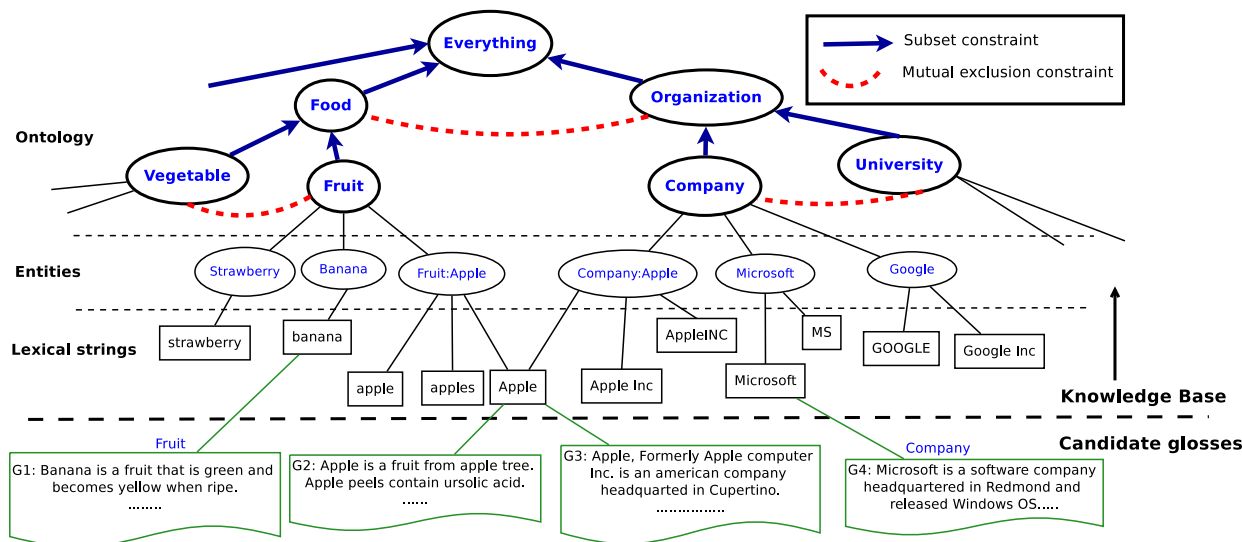 Everything
Subset constraint
Mutual exclusion constraint
Food
Organization
Ontology
Vegetable
Fruit
Company
University
Entities
Strawberry
Banana
Fruit:Apple
Company:Apple
Microsoft
Google
Lexical strings
strawberry
banana
apple
apples
Apple
Apple Inc
AppleINC
Microsoft
MS
GOOGLE
Google Inc
Knowledge Base
Candidate glosses
Fruit
Company
G1: Banana is a fruit that is green and
becomes yellow when ripe.
........
G2: Apple is a fruit from apple tree.
Apple peels contain ursolic acid.
.....
G3: Apple, Formerly Apple computer
Inc. is an american company
headquarted in Cupertino.
..............
G4: Microsoft is a software company
headquartered in Redmond and
released Windows OS.....